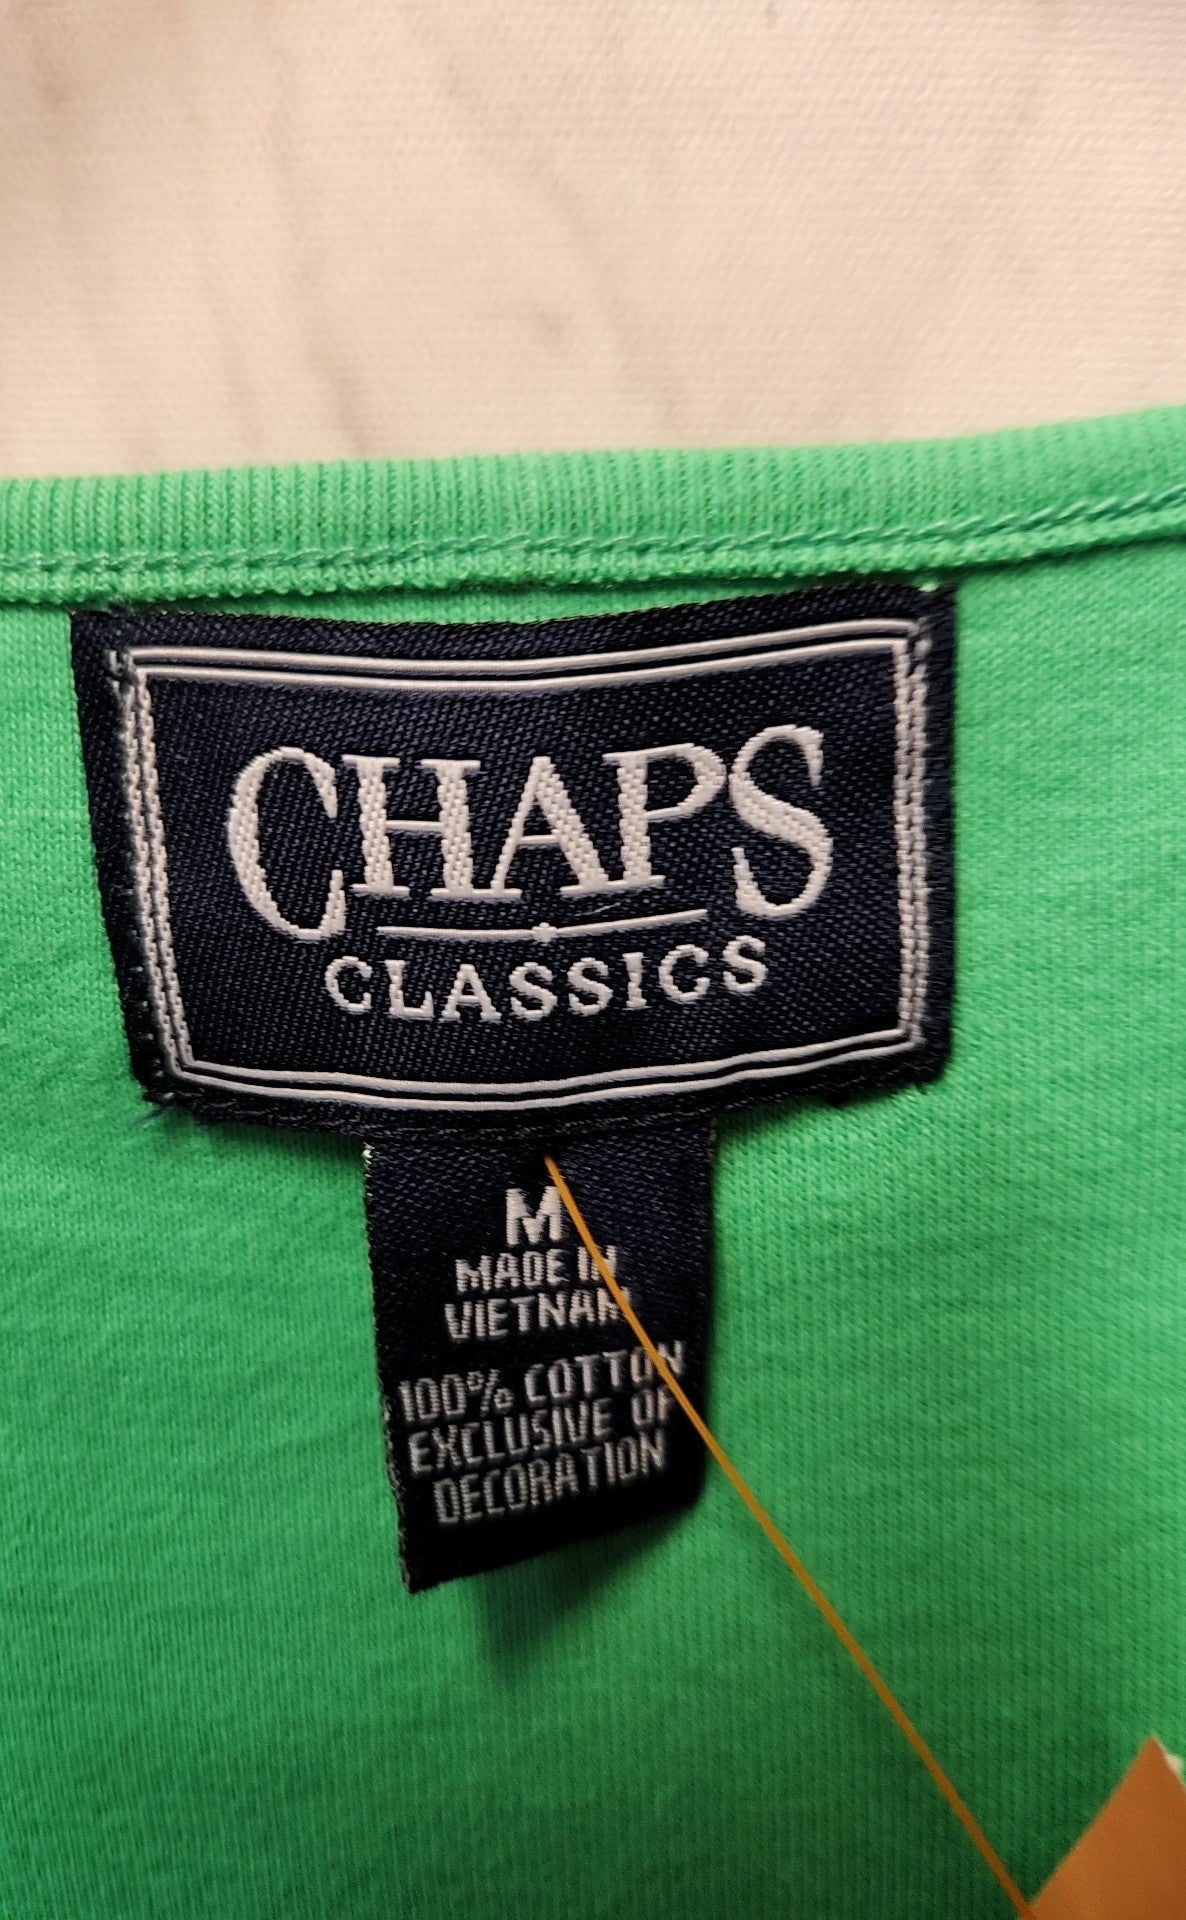 CHAPS
CLASSICS
M
MADE IN
VIETNAM
100% COTTON
EXCLUSIVE OF
DECORATION